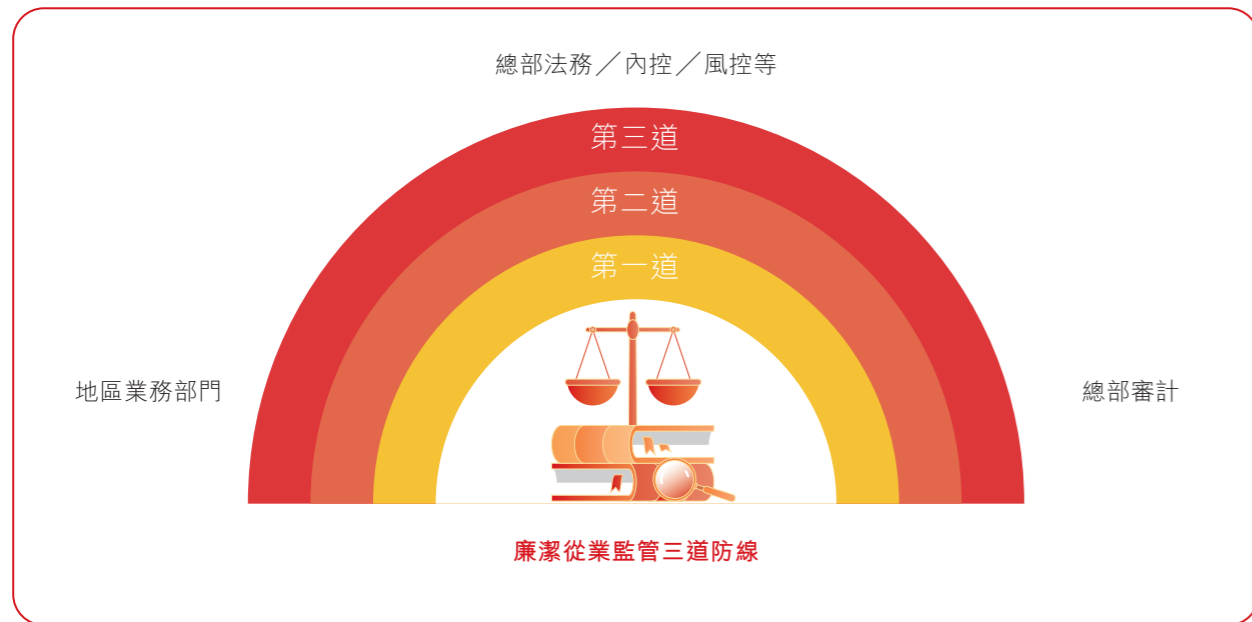 總部法務／內控／風控等
第三道
第二道
第一道
地區業務部門
總部審計
廉潔從業監管三道防線